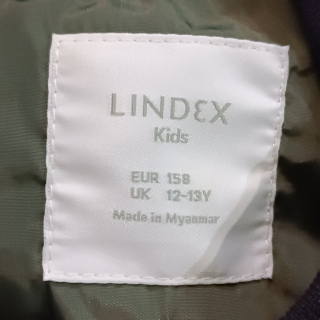 LINDEX
Kids
EUR 158
UK 12-13Y
Made in Myanmar